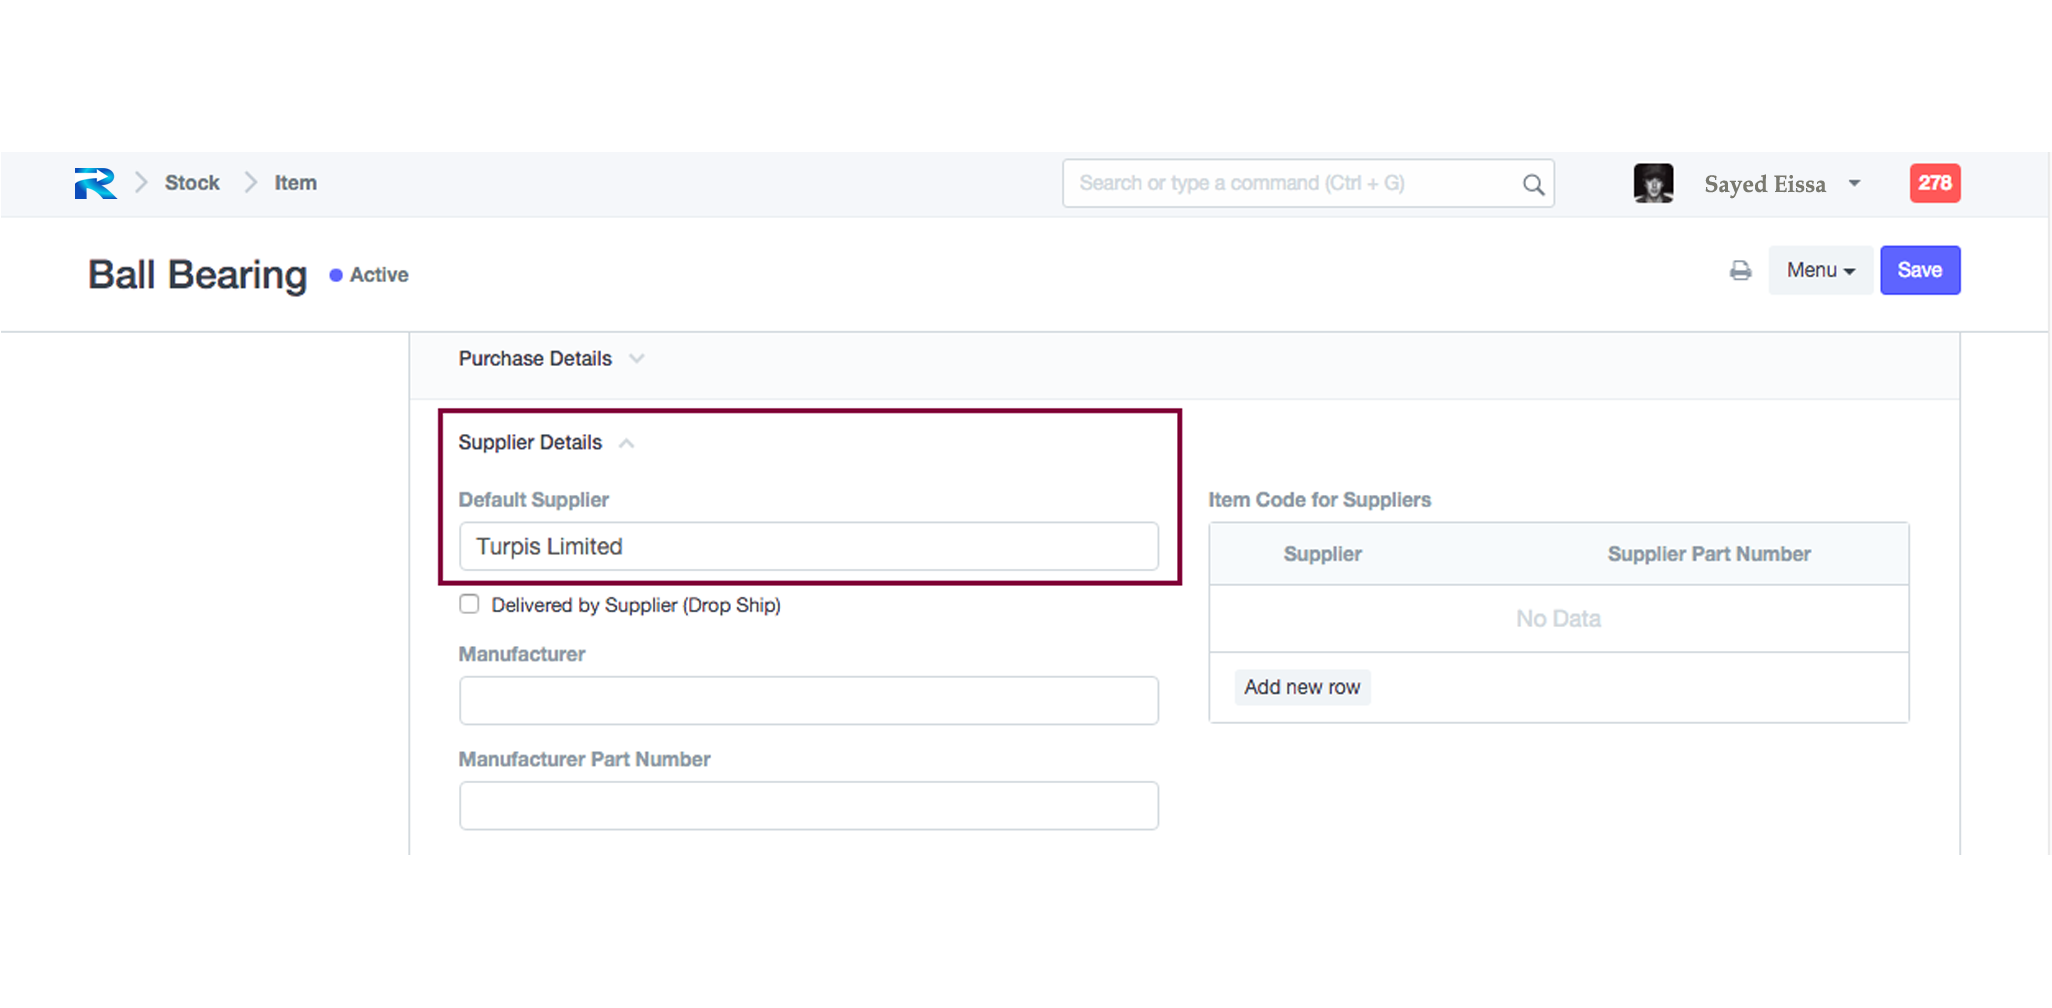 Stock Item
Search or type a command (Ctrl + G)
Sayed Eissa
278
Ball Bearing Active
Menu
Save
Purchase Details
Supplier Details
Default Supplier
Turpis Limited
Delivered by Supplier (Drop Ship)
Manufacturer
Manufacturer Part Number
Item Code for Suppliers
Supplier Supplier Part Number
No Data
Add new row